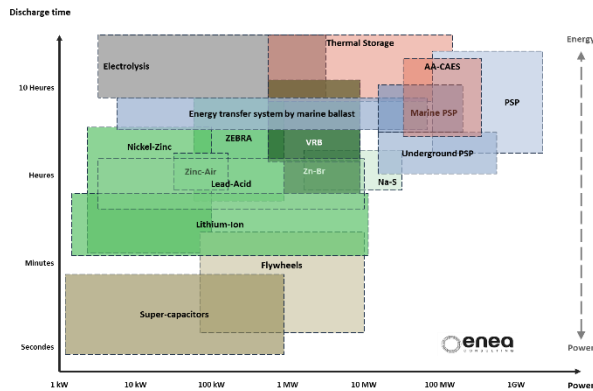 Discharge time
Energy
Thermal Storage
Electrolysis
AA-CAES
10 Heures
PSP
Energy transfer system by marine ballast
Marine PSP
Nickel-Zinc
ZEBRA
VRB
Underground PSP
Heures
Zinc-Air
Zn-Br
Lead-Acid
Na-S
Lithium-Ion
Minutes
Flywheels
Super-capacitors
enea
CONSULTING
Secondes
Power
1 kW
10 kW
100 kW
1 MW
10 MW
100 MW
1GW
Power